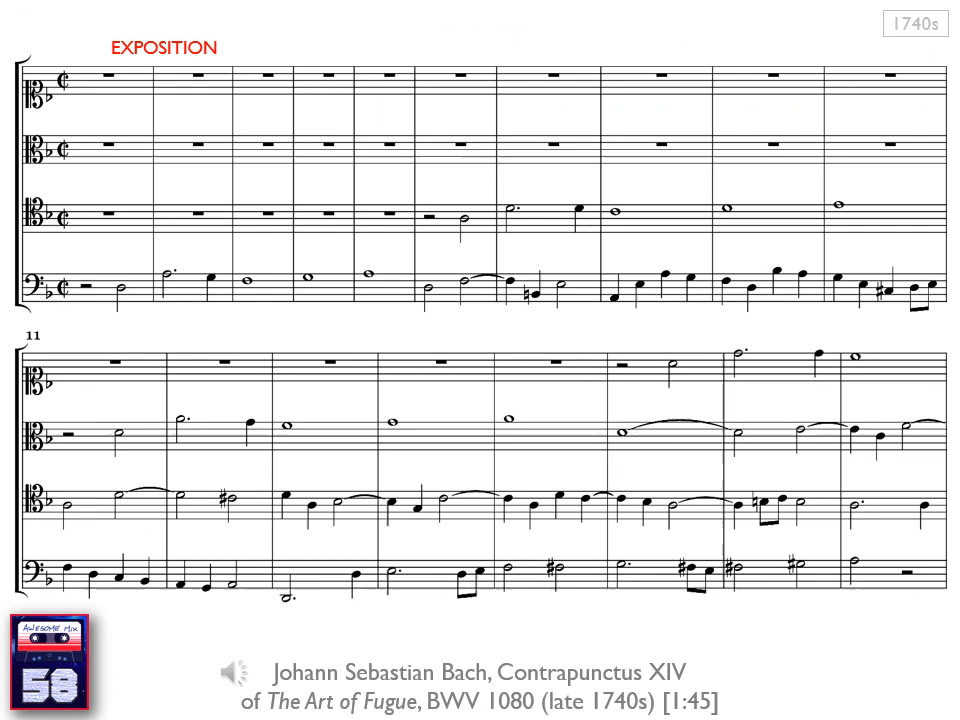 1740s
EXPOSITION
11
AWESOME MIX
58
Johann Sebastian Bach, Contrapunctus XIV
of The Art of Fugue, BWV 1080 (late 1740s) [1:45]